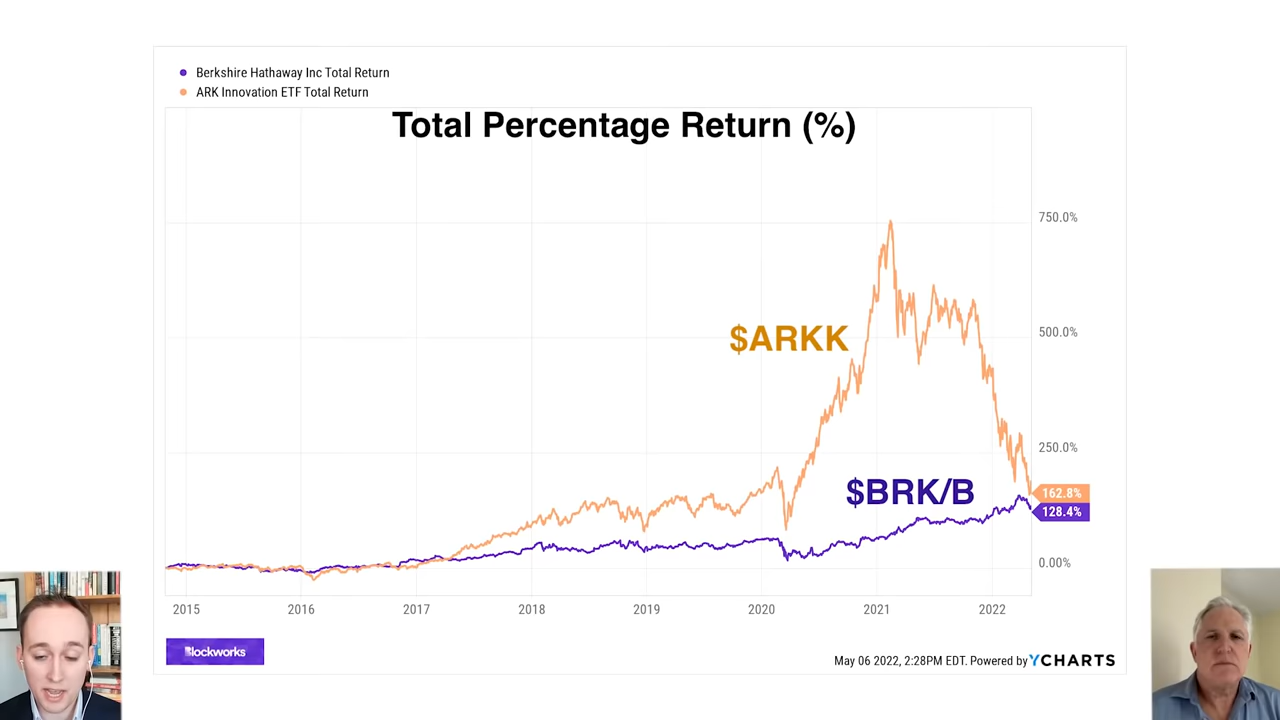 Berkshire Hathaway Inc Total Return
ARK Innovation ETF Total Return
Total Percentage Return (%)
750.0%
$ARKK
500.0%
250.0%
$BRK/B
162.8%
128.4%
0.00%
2015 2016 2017 2018 2019 2020 2021 2022
Blockworks
May 06 2022, 2:28PM EDT. Powered by YCHARTS